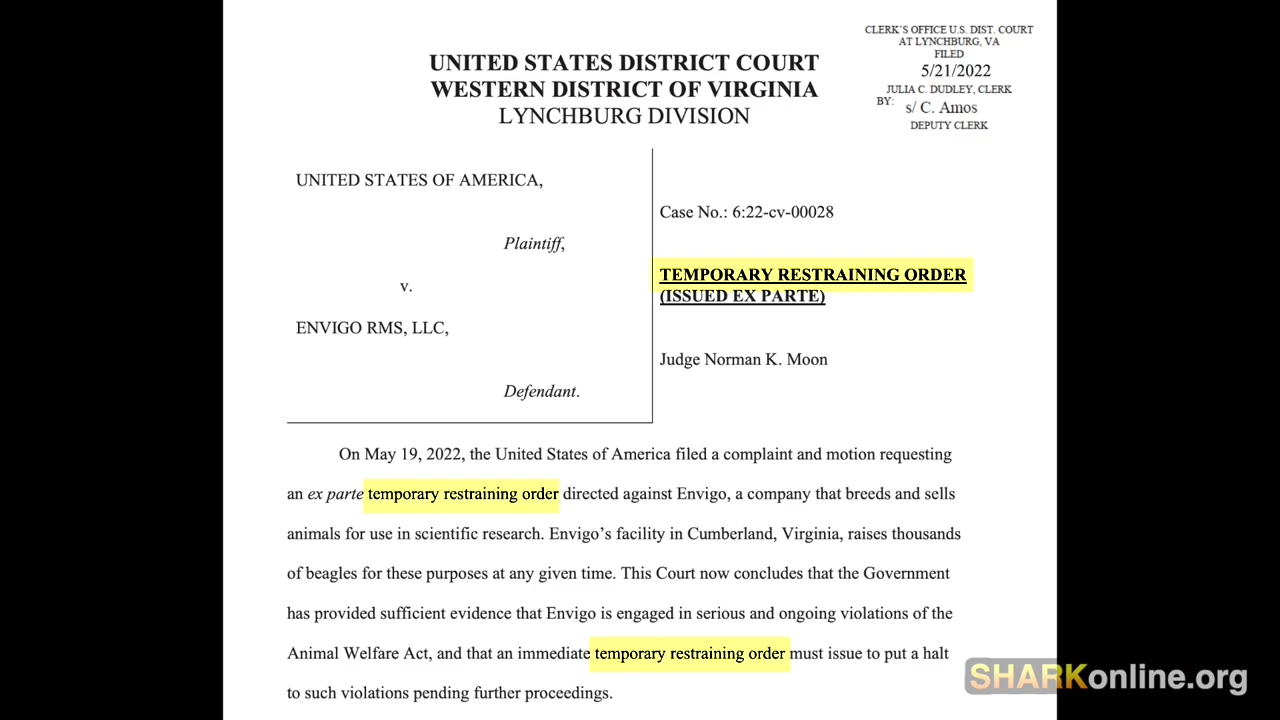 CLERK'S OFFICE U.S. DIST. COURT
AT LYNCHBURG, VA
FILED
5/21/2022
JULIA C. DUDLEY, CLERK
BY: s/ C. Amos
DEPUTY CLERK
UNITED STATES DISTRICT COURT
WESTERN DISTRICT OF VIRGINIA
LYNCHBURG DIVISION
UNITED STATES OF AMERICA,
Plaintiff,
v.
ENVIGO RMS, LLC,
Defendant.
Case No.: 6:22-cv-00028
TEMPORARY RESTRAINING ORDER
(ISSUED EX PARTE)
Judge Norman K. Moon
On May 19, 2022, the United States of America filed a complaint and motion requesting
an ex parte temporary restraining order directed against Envigo, a company that breeds and sells
animals for use in scientific research. Envigo's facility in Cumberland, Virginia, raises thousands
of beagles for these purposes at any given time. This Court now concludes that the Government
has provided sufficient evidence that Envigo is engaged in serious and ongoing violations of the
Animal Welfare Act, and that an immediate temporary restraining order must issue to put a halt
to such violations pending further proceedings.
SHARKonline.org